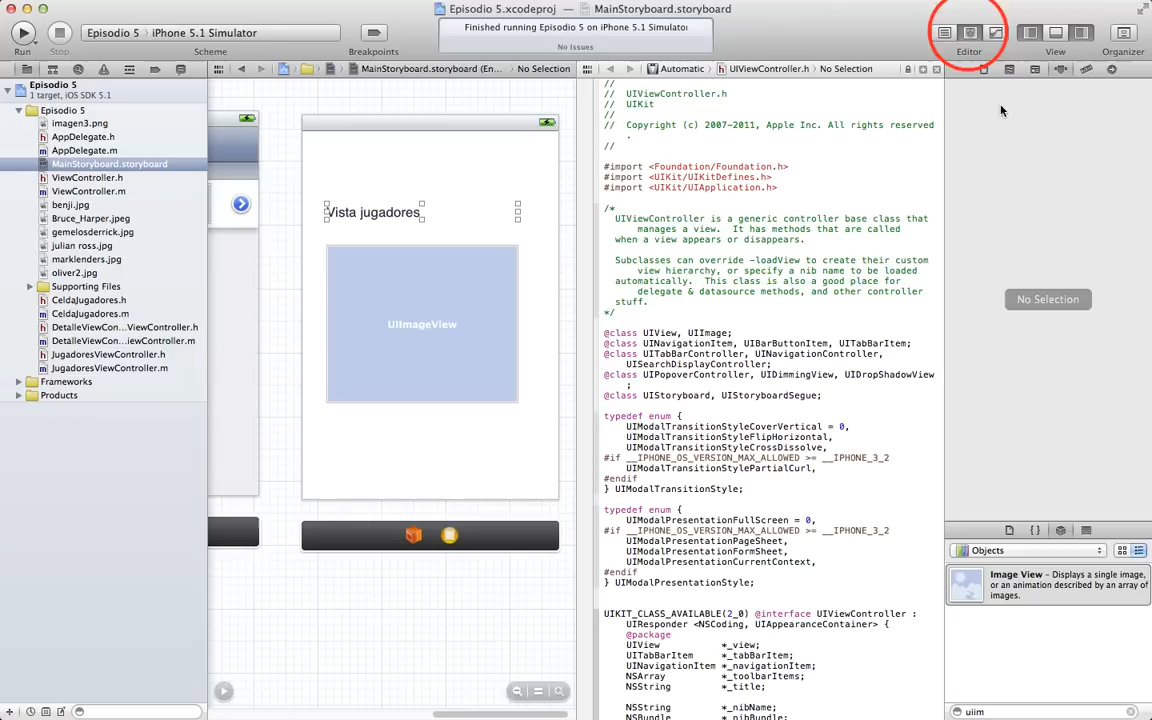 Episodio 5.xcodeproj — MainStoryboard.storyboard
Run
Stop
Episodio 5 › iPhone 5.1 Simulator
Scheme
Breakpoints
Finished running Episodio 5 on iPhone 5.1 Simulator
No Issues
Editor
View
Organizer
MainStoryboard.storyboard (En...
No Selection
Automatic
UIViewController.h
No Selection
Episodio 5
1 target, iOS SDK 5.1
Episodio 5
imagen3.png
AppDelegate.h
AppDelegate.m
MainStoryboard.storyboard
ViewController.h
ViewController.m
benji.jpg
Bruce_Harper.jpeg
gemelosderrick.jpg
julian ross.jpg
marklenders.jpg
oliver2.jpg
Supporting Files
CeldaJugadores.h
CeldaJugadores.m
DetalleViewCon...ViewController.h
DetalleViewCon...iewController.m
JugadoresViewController.h
JugadoresViewController.m
Frameworks
Products
Vista jugadores
UIImageView
//
// UIViewController.h
// UIKit
//
// Copyright (c) 2007-2011, Apple Inc. All rights reserved
.
//
#import <Foundation/Foundation.h>
#import <UIKit/UIKitDefines.h>
#import <UIKit/UIApplication.h>
/*
UIViewController is a generic controller base class that
manages a view. It has methods that are called
when a view appears or disappears.
Subclasses can override -loadView to create their custom
view hierarchy, or specify a nib name to be loaded
automatically. This class is also a good place for
delegate & datasource methods, and other controller
stuff.
*/
@class UIView, UIImage;
@class UINavigationItem, UIBarButtonItem, UITabBarItem;
@class UITabBarController, UINavigationController,
UISearchDisplayController;
@class UIPopoverController, UIDimmingView, UIDropShadowView
;
@class UIStoryboard, UIStoryboardSegue;
typedef enum {
UIModalTransitionStyleCoverVertical = 0,
UIModalTransitionStyleFlipHorizontal,
UIModalTransitionStyleCrossDissolve,
#if __IPHONE_OS_VERSION_MAX_ALLOWED >= __IPHONE_3_2
UIModalTransitionStylePartialCurl,
#endif
} UIModalTransitionStyle;
typedef enum {
UIModalPresentationFullScreen = 0,
#if __IPHONE_OS_VERSION_MAX_ALLOWED >= __IPHONE_3_2
UIModalPresentationPageSheet,
UIModalPresentationFormSheet,
UIModalPresentationCurrentContext,
#endif
} UIModalPresentationStyle;
UIKIT_CLASS_AVAILABLE(2_0) @interface UIViewController :
UIResponder <NSCoding, UIAppearanceContainer> {
@package
UIView *_view;
UITabBarItem *_tabBarItem;
UINavigationItem *_navigationItem;
NSArray *_toolbarItems;
NSString *_title;
NSString *_nibName;
NSBundle *_nibBundle;
No Selection
Objects
Image View – Displays a single image,
or an animation described by an array of
images.
uiim